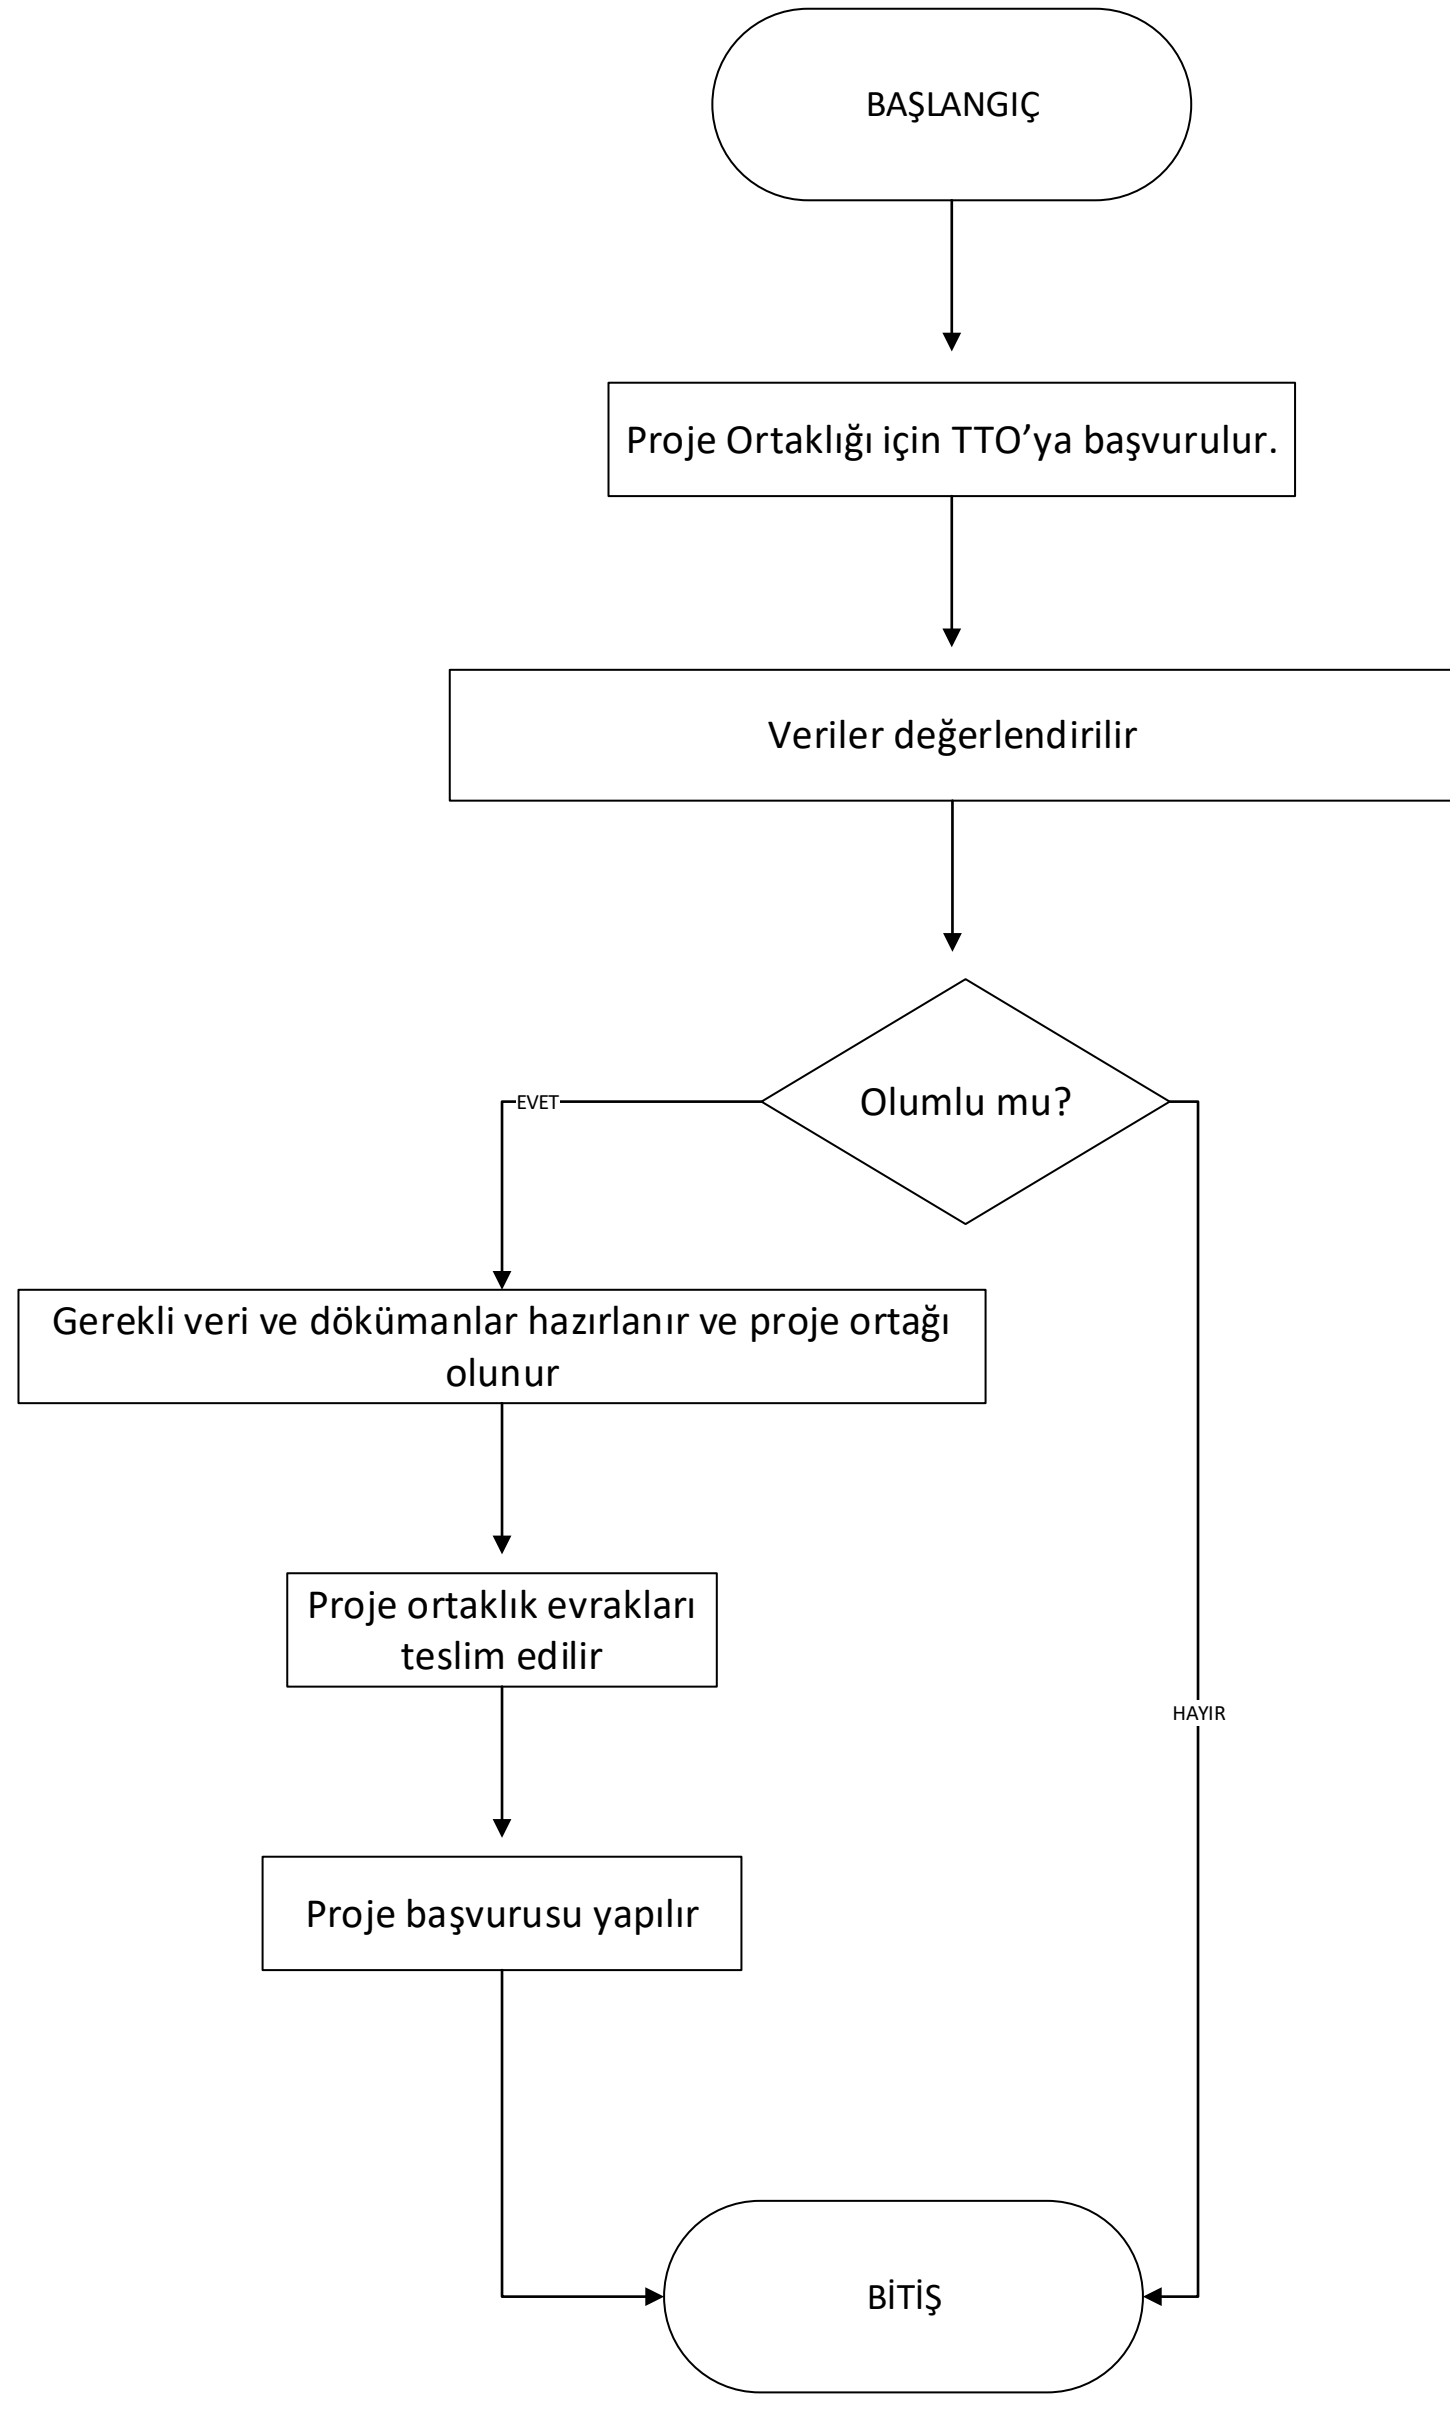 BAŞLANGIÇ
Proje Ortaklığı için TTO’ya başvurulur.
Veriler değerlendirilir
Olumlu mu?
EVET
Gerekli veri ve dökümanlar hazırlanır ve proje ortağı
olunur
Proje ortaklık evrakları
teslim edilir
HAYIR
Proje başvurusu yapılır
BİTİŞ